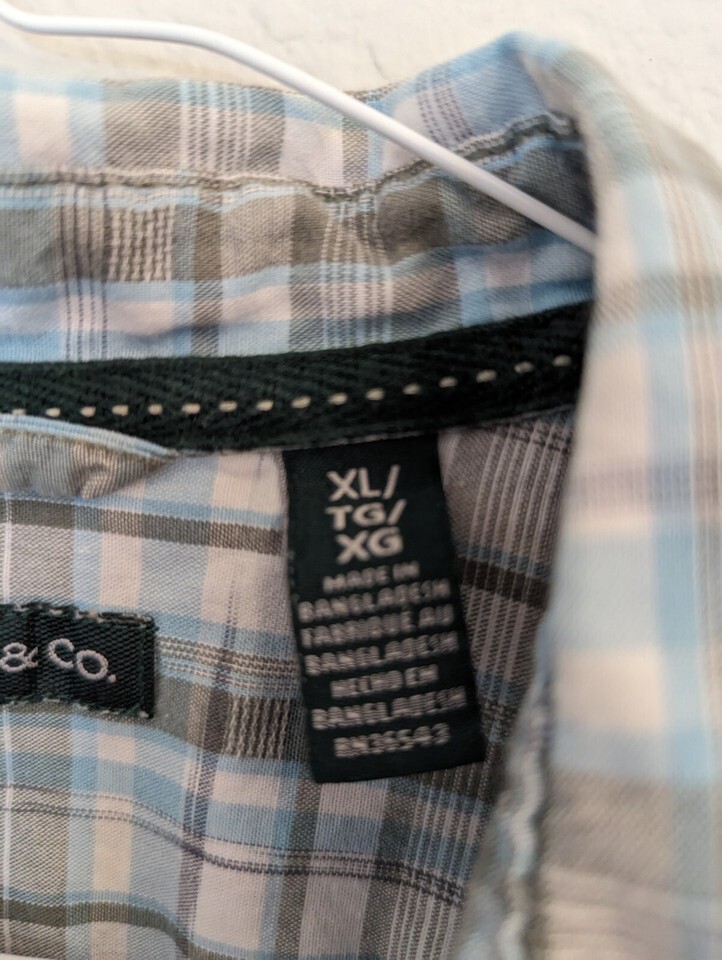 XL/
TG/
XG
MADE IN
BANGLADESH
FABRIQUE AU
BANGLADESH
HECHO EN
BANGLADESH
RN36543
& CO.